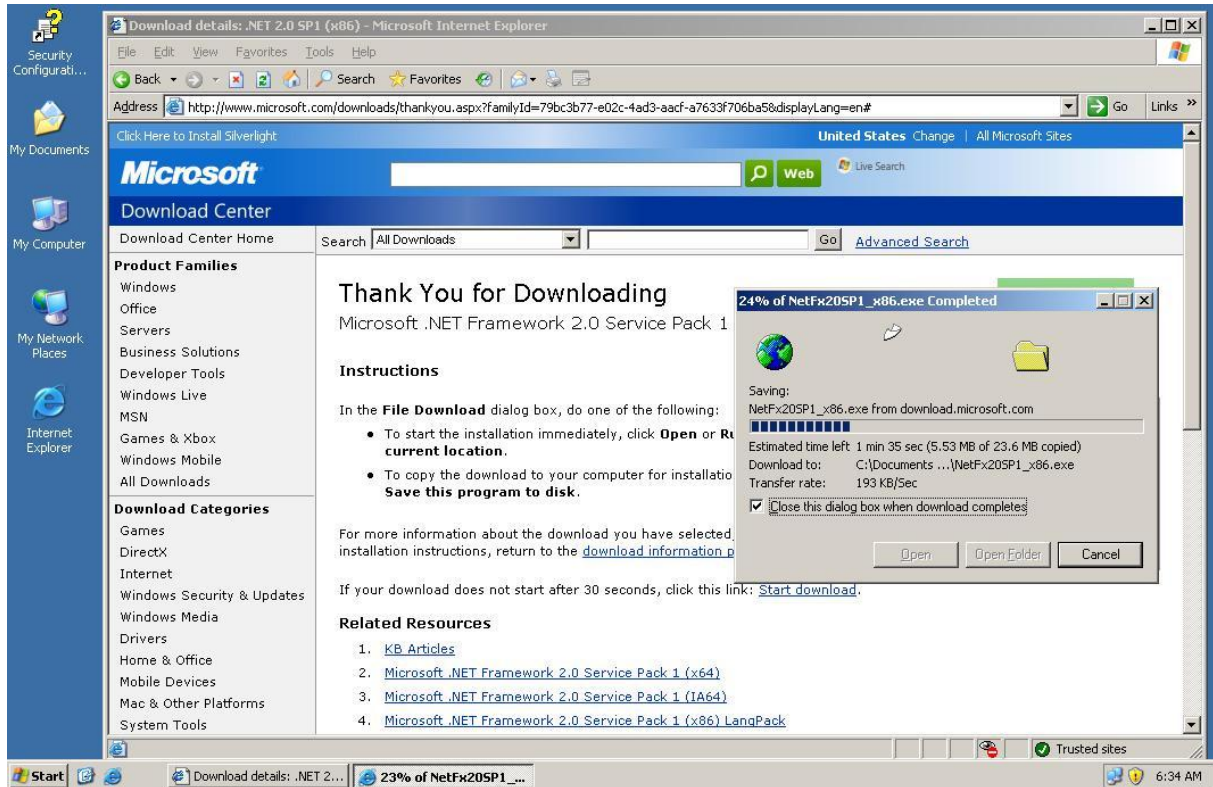 Security
Configurati...
My Documents
My Computer
My Network
Places
Internet
Explorer
Download details: .NET 2.0 SP1 (x86) - Microsoft Internet Explorer
File Edit View Favorites Tools Help
Back Search Favorites
Address http://www.microsoft.com/downloads/thankyou.aspx?familyId=79bc3b77-e02c-4ad3-aacf-a7633f706ba5&displayLang=en# Go Links »
Click Here to Install Silverlight United States Change | All Microsoft Sites
Microsoft Web Live Search
Download Center
Download Center Home
Search All Downloads Go Advanced Search
Product Families
Windows
Office
Servers
Business Solutions
Developer Tools
Windows Live
MSN
Games & Xbox
Windows Mobile
All Downloads
Download Categories
Games
DirectX
Internet
Windows Security & Updates
Windows Media
Drivers
Home & Office
Mobile Devices
Mac & Other Platforms
System Tools
Thank You for Downloading
Microsoft .NET Framework 2.0 Service Pack 1
Instructions
In the File Download dialog box, do one of the following:
• To start the installation immediately, click Open or Ru
current location.
• To copy the download to your computer for installatio
Save this program to disk.
For more information about the download you have selected,
installation instructions, return to the download information p
If your download does not start after 30 seconds, click this link: Start download.
Related Resources
1. KB Articles
2. Microsoft .NET Framework 2.0 Service Pack 1 (x64)
3. Microsoft .NET Framework 2.0 Service Pack 1 (IA64)
4. Microsoft .NET Framework 2.0 Service Pack 1 (x86) LangPack
24% of NetFx20SP1_x86.exe Completed
Saving:
NetFx20SP1_x86.exe from download.microsoft.com
Estimated time left 1 min 35 sec (5.53 MB of 23.6 MB copied)
Download to: C:\Documents ...\NetFx20SP1_x86.exe
Transfer rate: 193 KB/Sec
Close this dialog box when download completes
Open Open Folder Cancel
Trusted sites
Start Download details: .NET 2... 23% of NetFx20SP1_... 6:34 AM